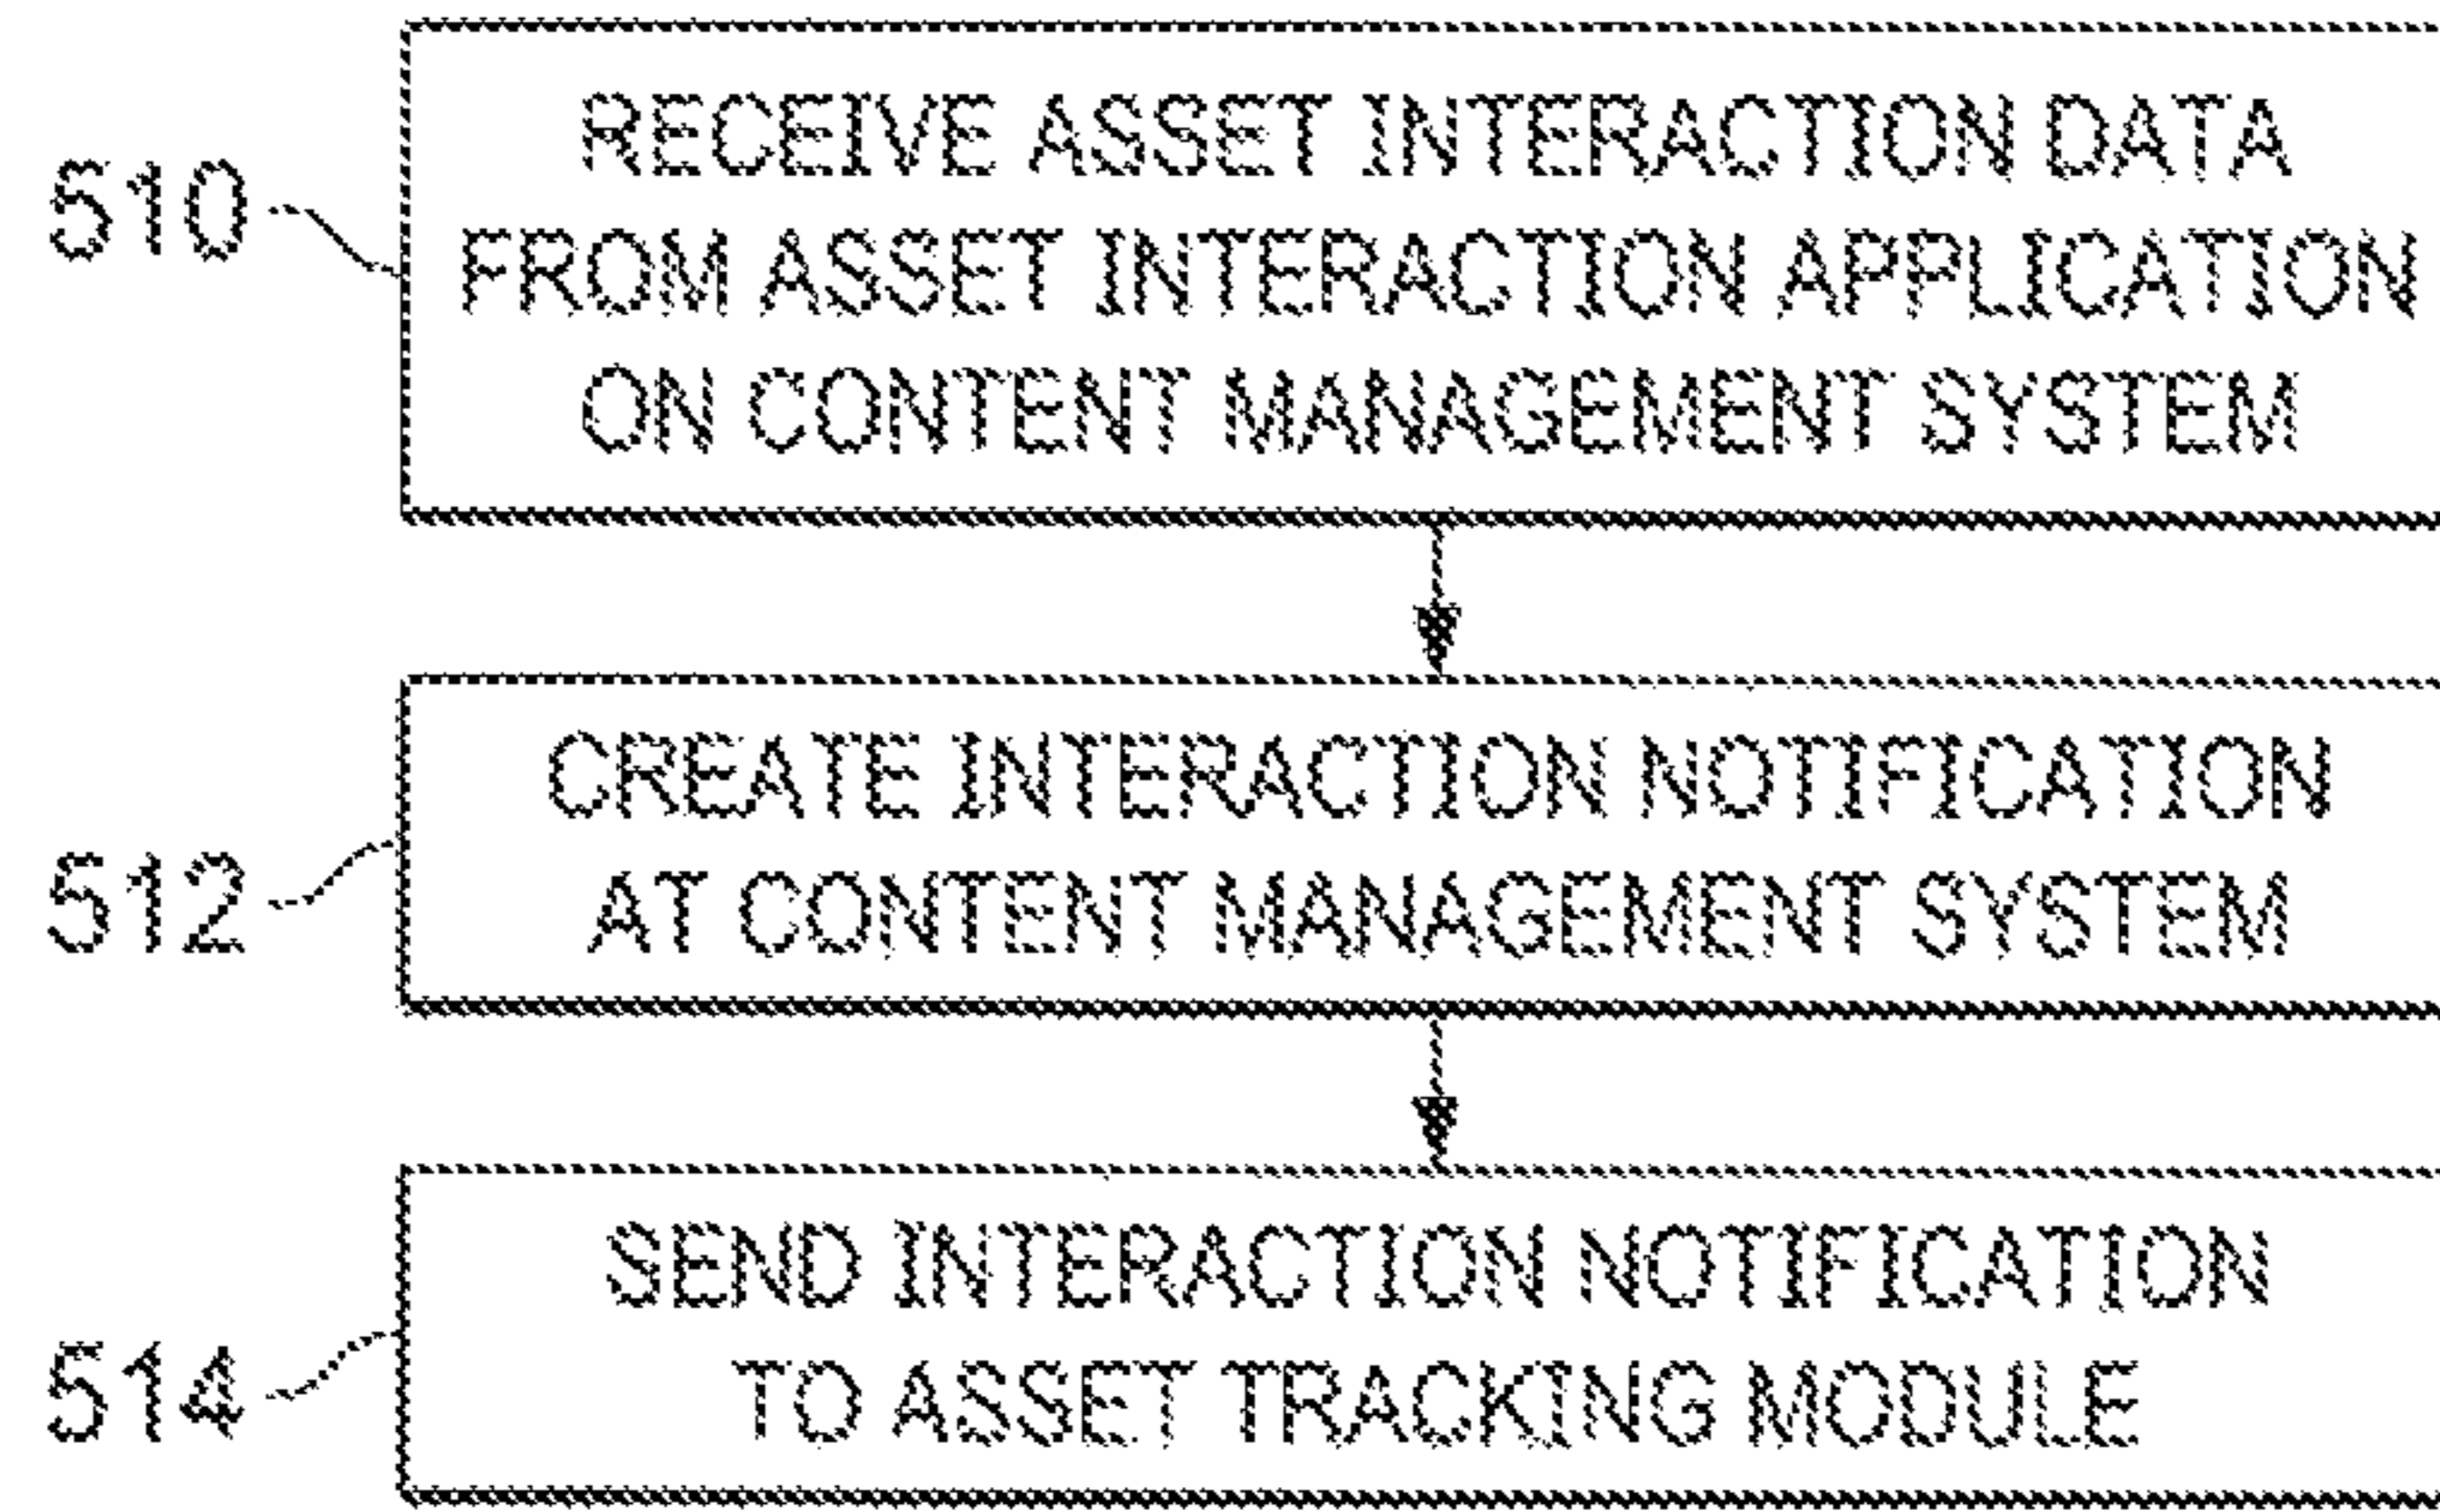 510
RECEIVE ASSET INTERACTION DATA
FROM ASSET INTERACTION APPLICATION
ON CONTENT MANAGEMENT SYSTEM
512
CREATE INTERACTION NOTIFICATION
AT CONTENT MANAGEMENT SYSTEM
514
SEND INTERACTION NOTIFICATION
TO ASSET TRACKING MODULE